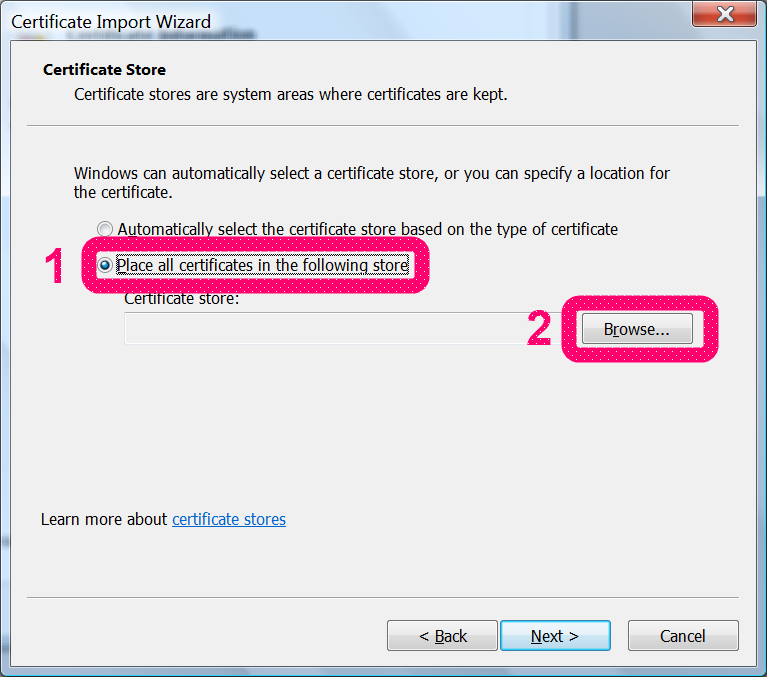 Certificate Import Wizard
Certificate Store
Certificate stores are system areas where certificates are kept.
Windows can automatically select a certificate store, or you can specify a location for
the certificate.
Automatically select the certificate store based on the type of certificate
1
Place all certificates in the following store
Certificate store:
2
Browse...
Learn more about certificate stores
< Back
Next >
Cancel